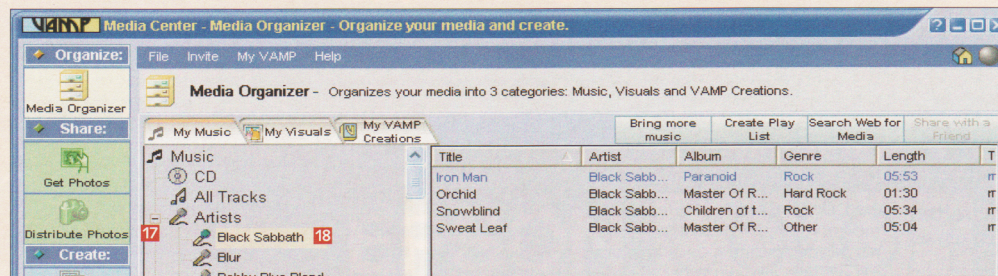 VAMP Media Center - Media Organizer - Organize your media and create.
Organize:
File Invite My VAMP Help
Media Organizer
Media Organizer - Organizes your media into 3 categories: Music, Visuals and VAMP Creations.
Share:
My Music My Visuals My VAMP Creations
Bring more music Create Play List Search Web for Media Share with a Friend
Get Photos
Distribute Photos
Create:
Music
CD
All Tracks
Artists
17 Black Sabbath 18
Blur
Bobby Blue Bland
Title Artist Album Genre Length T
Iron Man Black Sabb... Paranoid Rock 05:53
Orchid Black Sabb... Master Of R... Hard Rock 01:30
Snowblind Black Sabb... Children of t... Rock 05:34
Sweat Leaf Black Sabb... Master Of R... Other 05:04